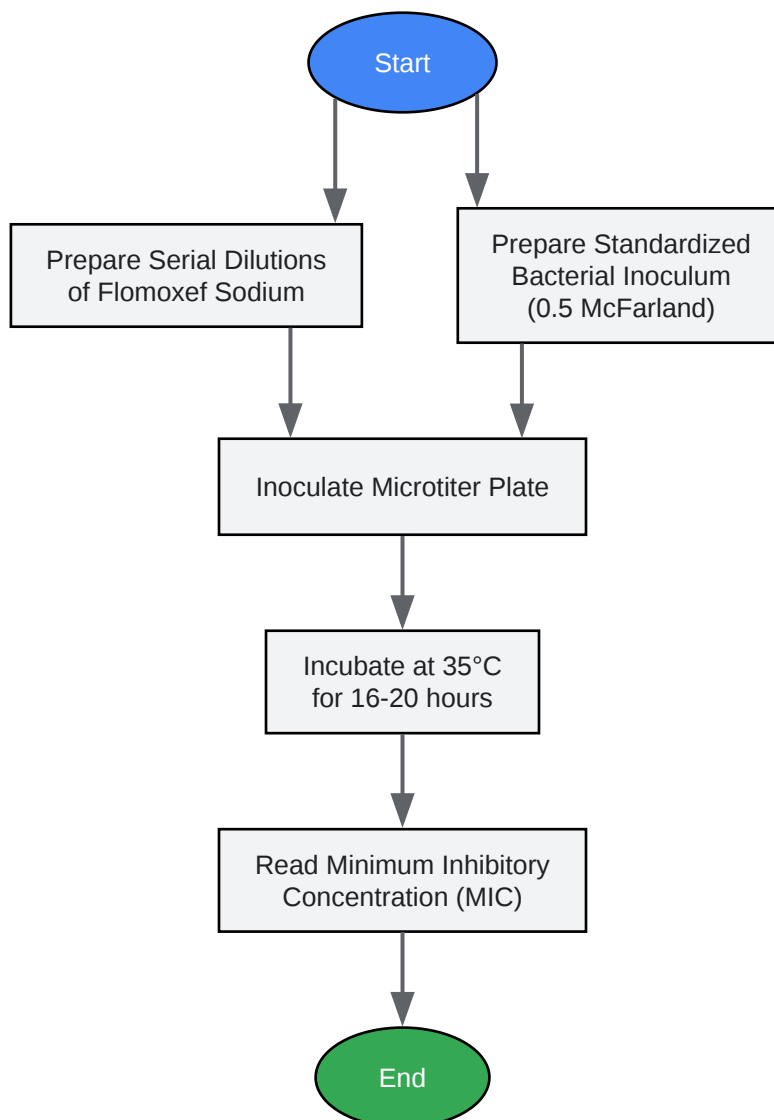 Start
Prepare Serial Dilutions
of Flomoxef Sodium
Prepare Standardized
Bacterial Inoculum
(0.5 McFarland)
Inoculate Microtiter Plate
Incubate at 35°C
for 16-20 hours
Read Minimum Inhibitory
Concentration (MIC)
End